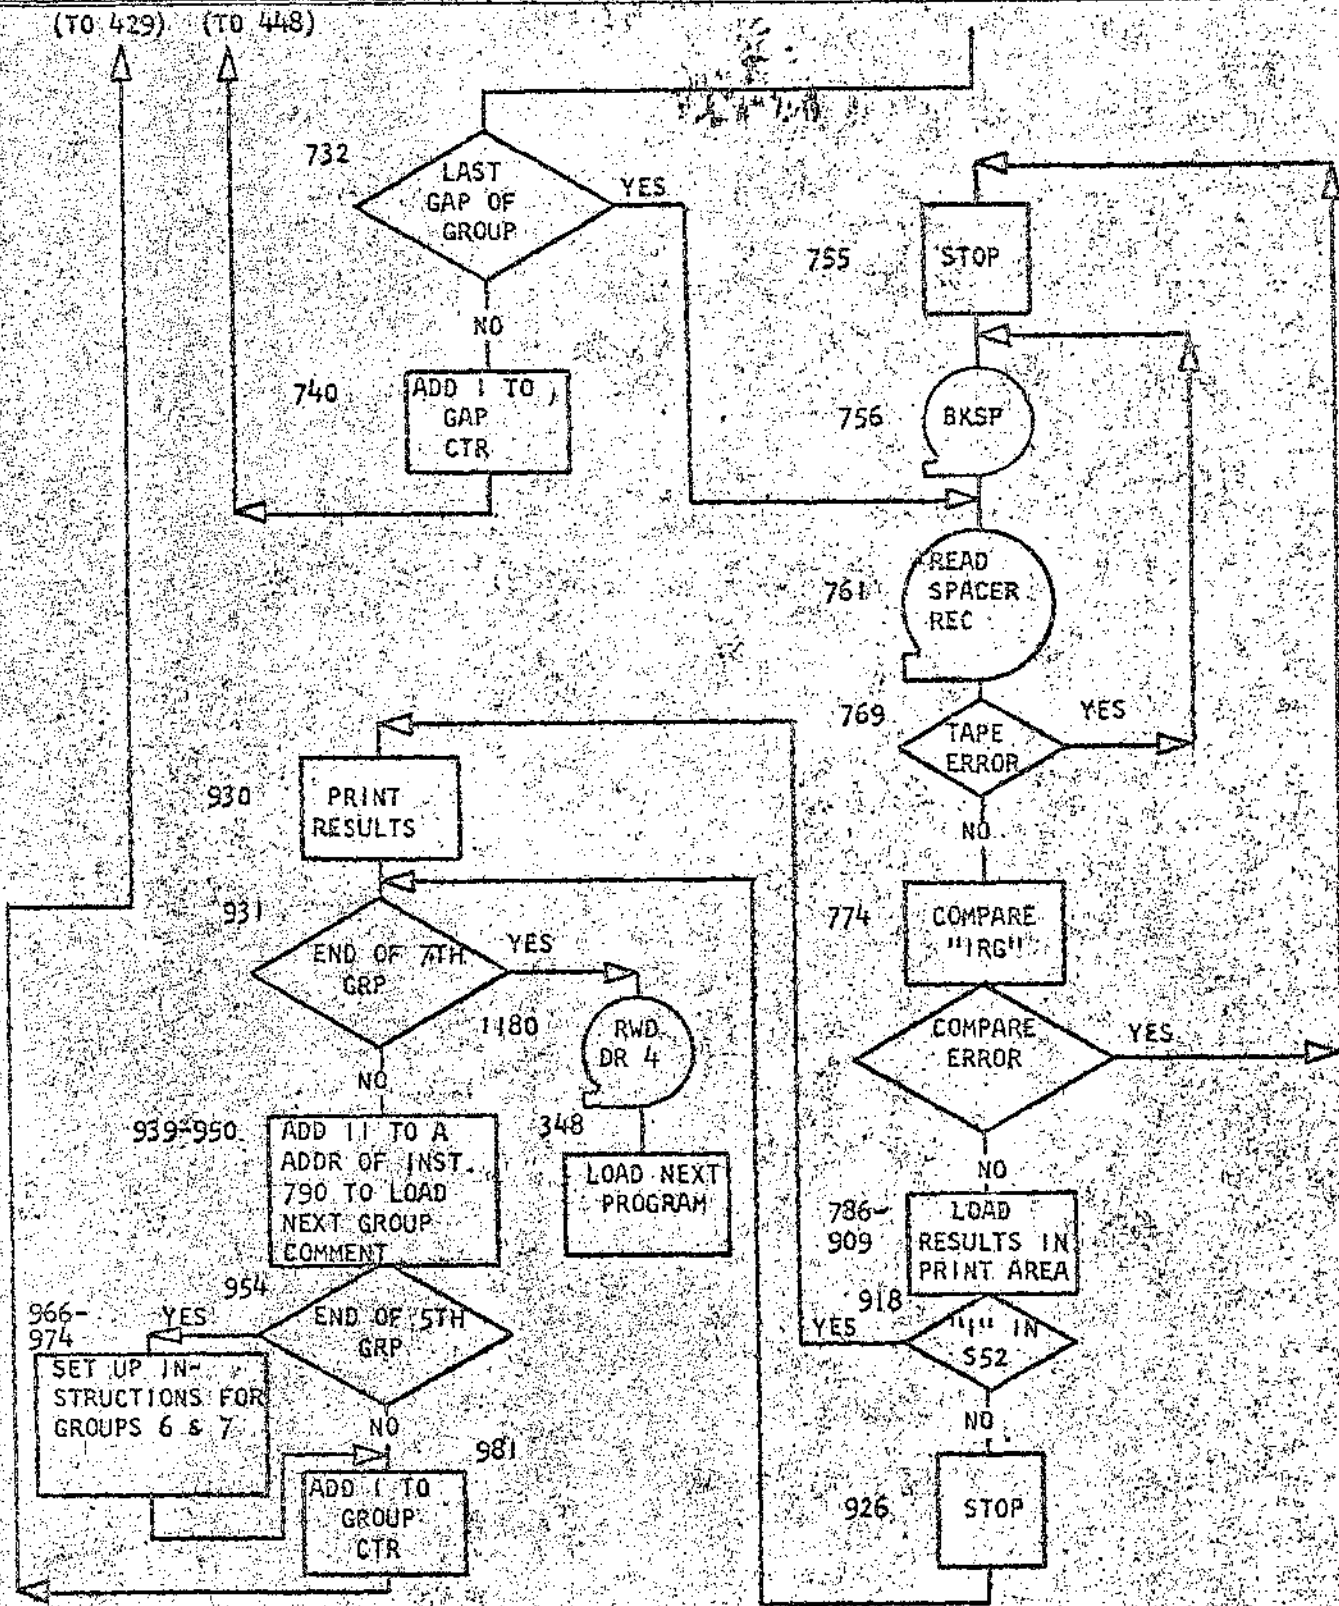 (TO 429) (TO 448)
732
LAST
GAP OF
GROUP
YES
NO
740
ADD 1 TO
GAP
CTR
755
STOP
756
BKSP
761
READ
SPACER
REC
769
TAPE
ERROR
YES
NO
774
COMPARE
"IRG"
COMPARE
ERROR
YES
NO
786-
909
LOAD
RESULTS IN
PRINT AREA
918
"1" IN
S52
YES
NO
926
STOP
930
PRINT
RESULTS
931
END OF 7TH
GRP
YES
NO
1180
RWD
DR 4
348
LOAD NEXT
PROGRAM
939-950
ADD 11 TO A
ADDR OF INST.
790 TO LOAD
NEXT GROUP
COMMENT
954
END OF 5TH
GRP
YES
NO
966-
974
SET UP IN-
STRUCTIONS FOR
GROUPS 6 & 7
981
ADD 1 TO
GROUP
CTR